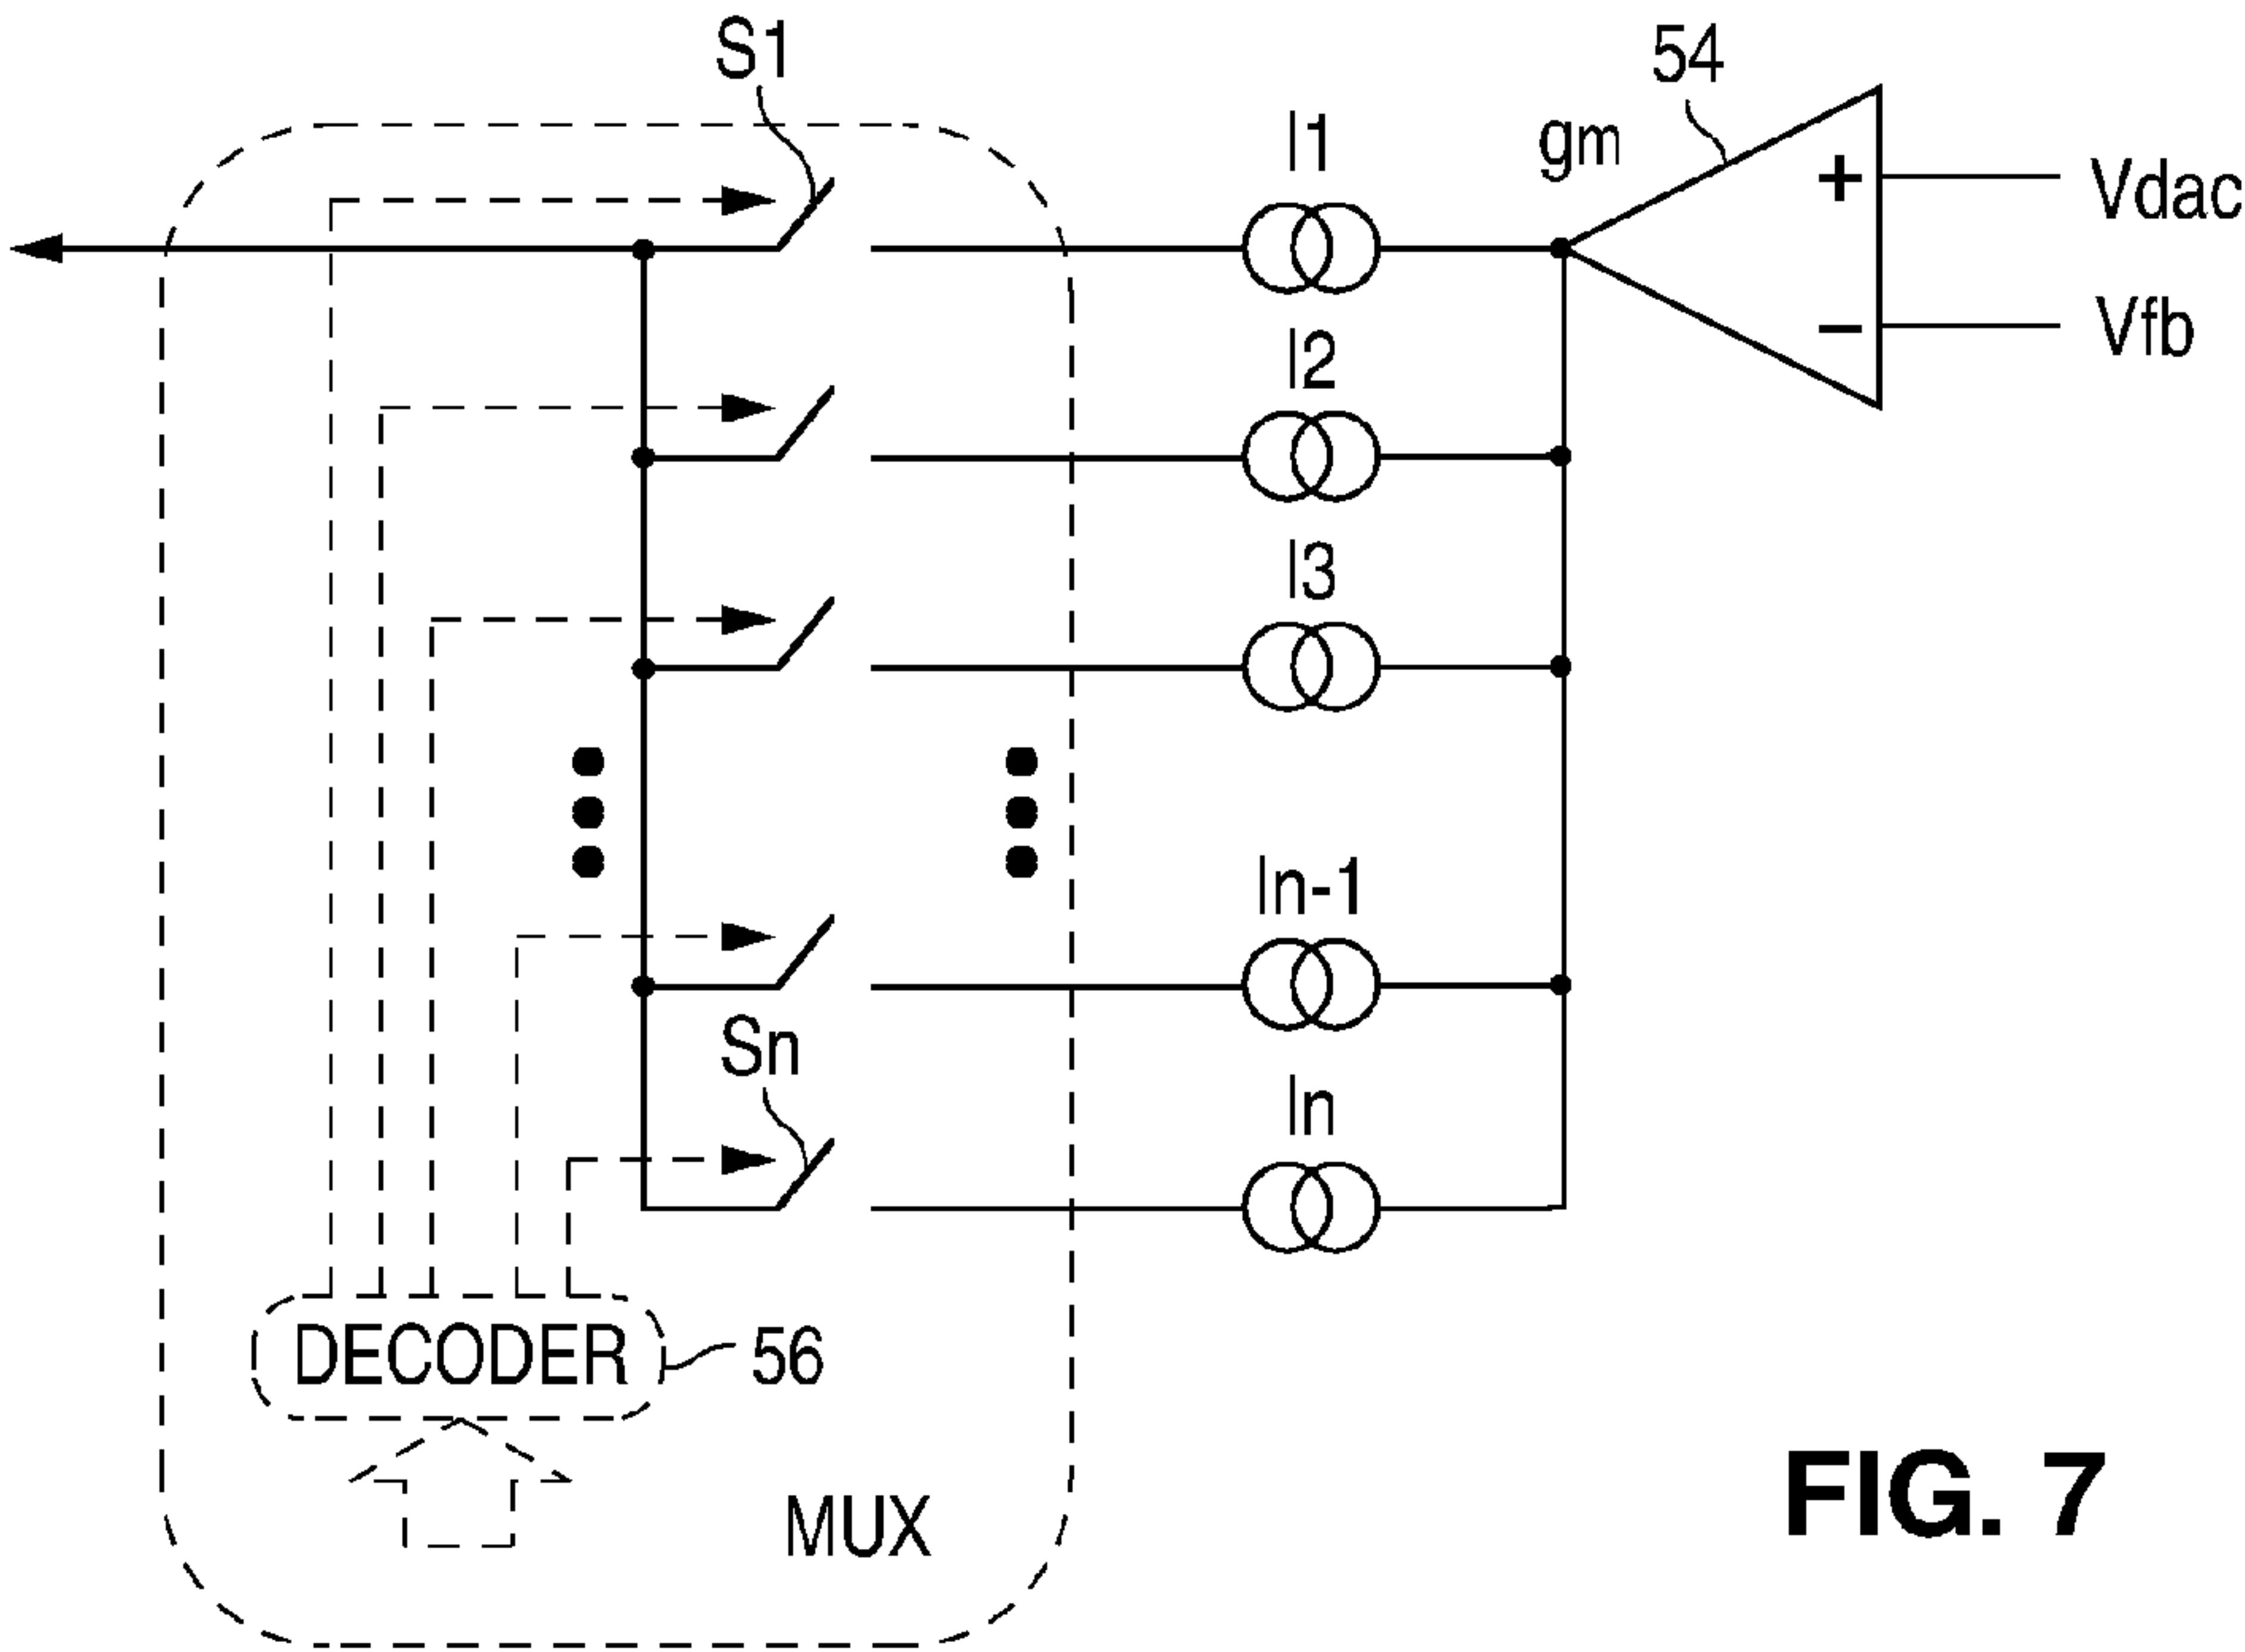 S1
54
I1
gm
+
Vdac
−
Vfb
I2
I3
In-1
Sn
In
DECODER
56
MUX
FIG. 7